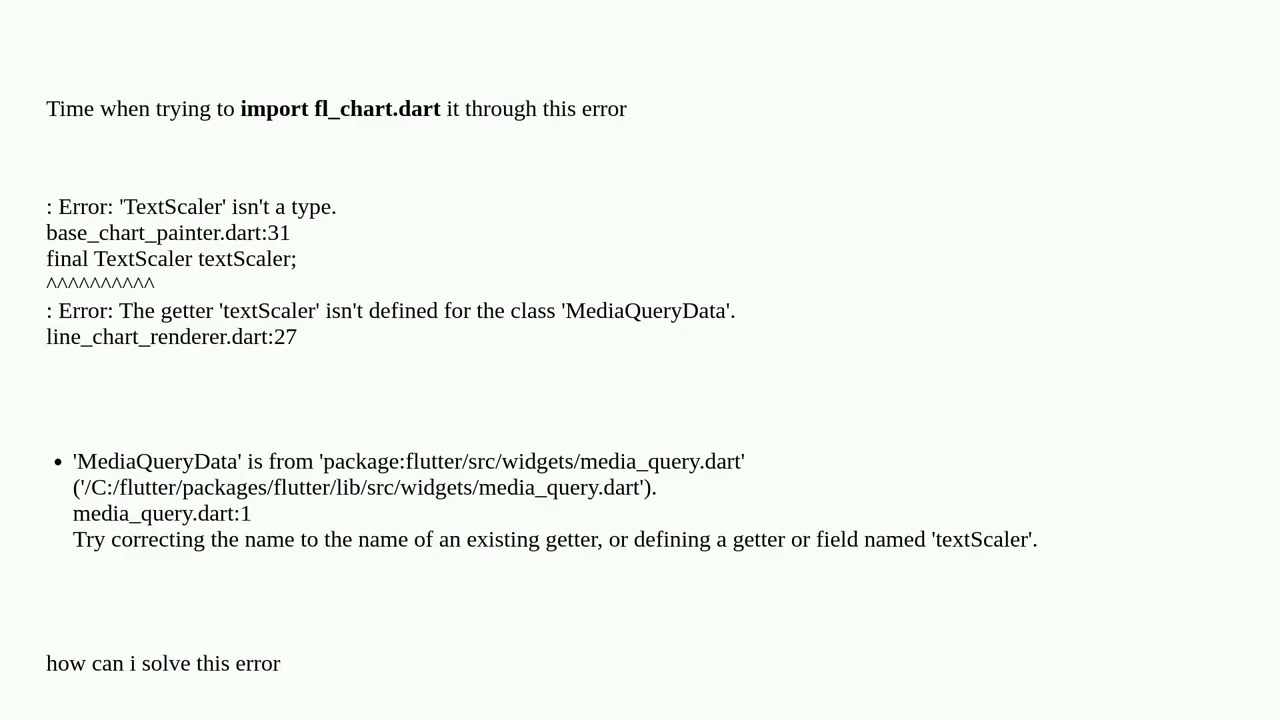 Time when trying to import fl_chart.dart it through this error
: Error: 'TextScaler' isn't a type.
base_chart_painter.dart:31
final TextScaler textScaler;
^^^^^^^^^^
: Error: The getter 'textScaler' isn't defined for the class 'MediaQueryData'.
line_chart_renderer.dart:27
• 'MediaQueryData' is from 'package:flutter/src/widgets/media_query.dart'
('/C:/flutter/packages/flutter/lib/src/widgets/media_query.dart').
media_query.dart:1
Try correcting the name to the name of an existing getter, or defining a getter or field named 'textScaler'.
how can i solve this error